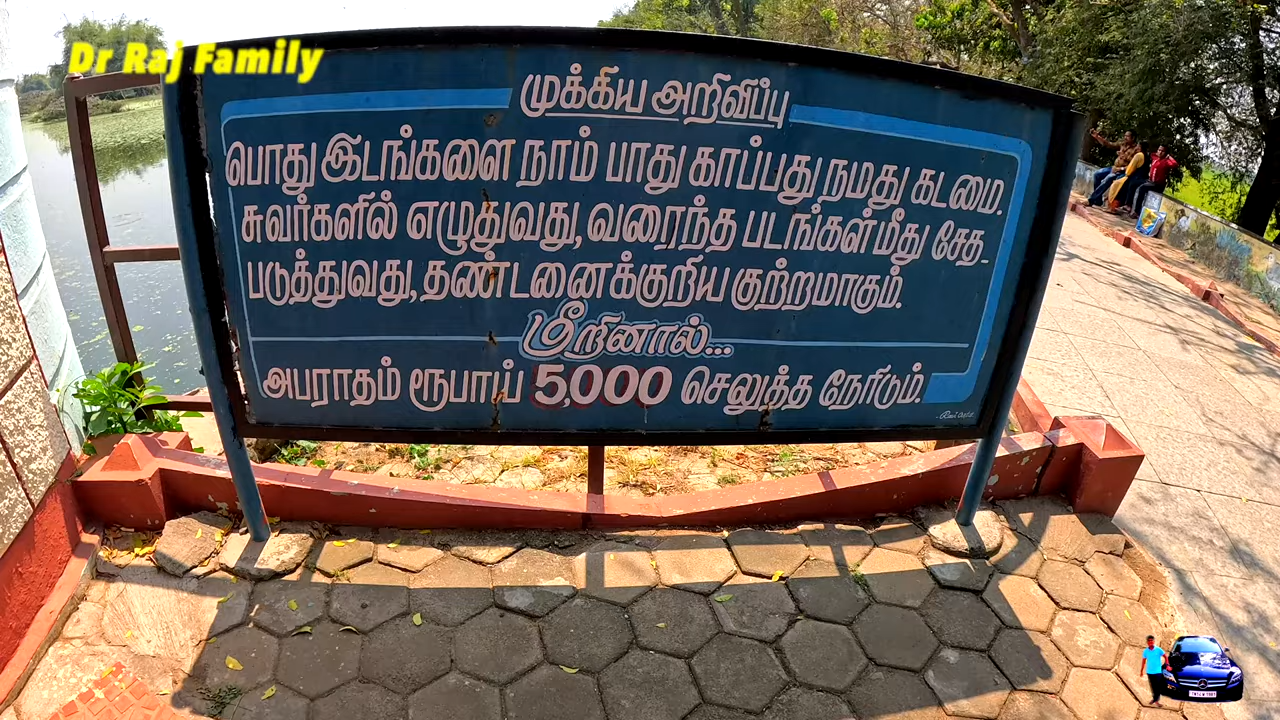 Dr Raj Family
முக்கிய அறிவிப்பு
பொது இடங்களை நாம் பாது காப்பது நமது கடமை.
சுவர்களில் எழுதுவது, வரைந்த படங்கள் மீது சேத-
படுத்துவது, தண்டனைக்குறிய குற்றமாகும்.
மீறினால்...
அபராதம் ரூபாய் 5,000 செலுத்த நேரிடும்.